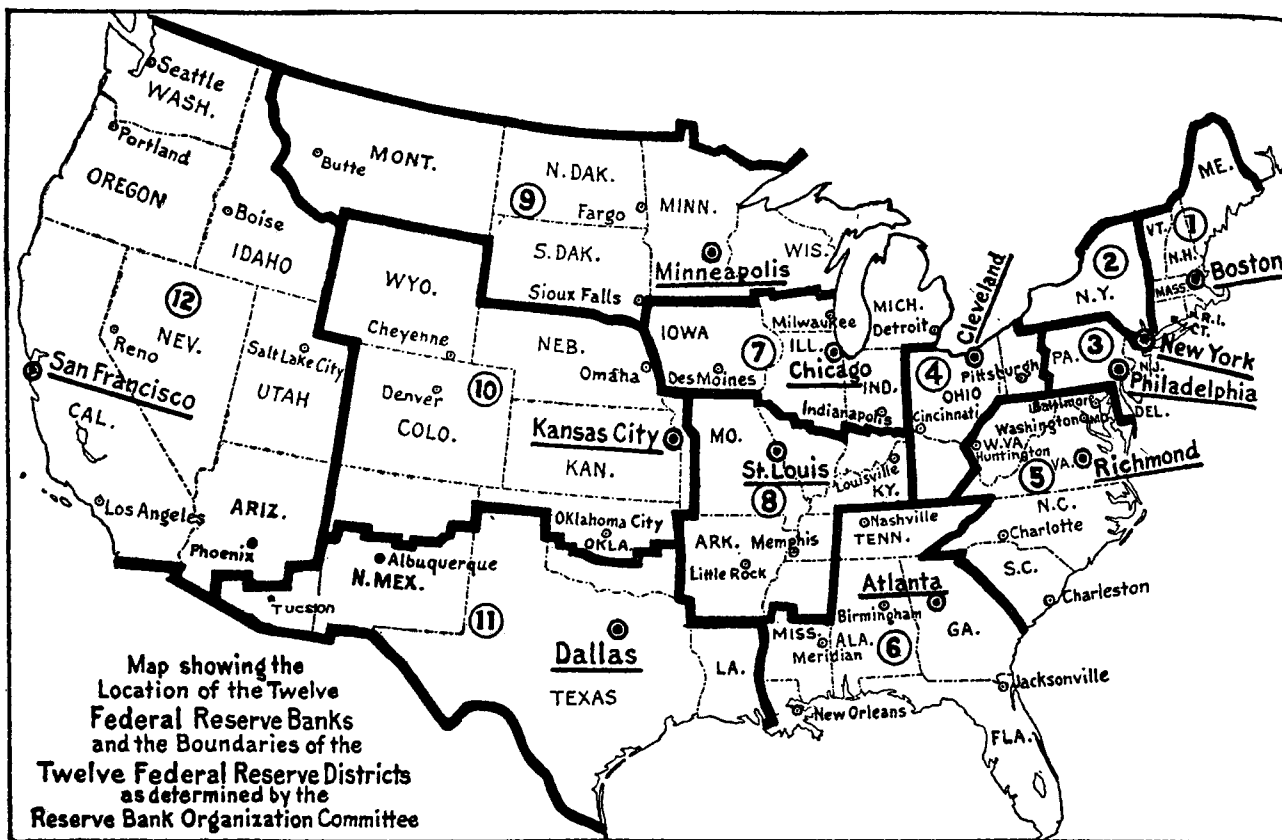 Seattle
WASH.
Portland
OREGON
Boise
IDAHO
12
NEV.
Reno
Salt Lake City
UTAH
San Francisco
CAL.
Los Angeles
ARIZ.
Phoenix
Tucson
Butte
MONT.
N. DAK.
9
Fargo
MINN.
S. DAK.
Minneapolis
WIS.
Sioux Falls
WYO.
Cheyenne
NEB.
Omaha
Denver
10
COLO.
Kansas City
KAN.
Oklahoma City
OKLA.
Albuquerque
N. MEX.
11
Dallas
TEXAS
IOWA
7
Des Moines
Milwaukee
ILL.
Chicago
IND.
Indianapolis
MICH.
Detroit
Cleveland
4
Pittsburgh
OHIO
Cincinnati
MO.
St. Louis
8
Louisville
KY.
ARK.
Memphis
Little Rock
Nashville
TENN.
Atlanta
Birmingham
MISS.
ALA.
Meridian
6
GA.
LA.
New Orleans
Jacksonville
FLA.
ME.
VT.
1
N.H.
Boston
MASS.
R.I.
CT.
2
N.Y.
New York
PA.
3
N.J.
Philadelphia
DEL.
Baltimore
Washington
MD.
W. VA.
Huntington
VA.
Richmond
5
N.C.
Charlotte
S.C.
Charleston
Map showing the
Location of the Twelve
Federal Reserve Banks
and the Boundaries of the
Twelve Federal Reserve Districts
as determined by the
Reserve Bank Organization Committee